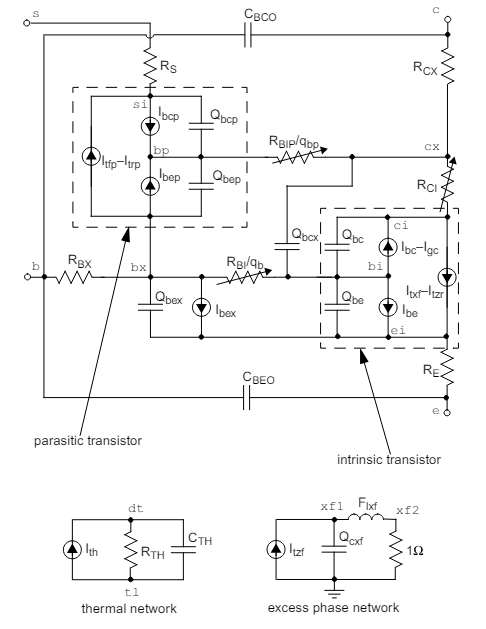 s
C_BCO
c
R_S
R_CX
si
I_bcp
Q_bcp
I_tfp–I_trp
bp
R_BIP/q_bp
cx
I_bep
Q_bep
R_CI
Q_bcx
ci
Q_bc
I_bc–I_gc
b
R_BX
bx
R_BI/q_b
bi
I_txf–I_tzr
Q_bex
I_bex
Q_be
I_be
ei
R_E
C_BEO
e
parasitic transistor
intrinsic transistor
dt
xf1
F_lxf
xf2
I_th
R_TH
C_TH
I_tzf
Q_cxf
1Ω
tl
thermal network
excess phase network